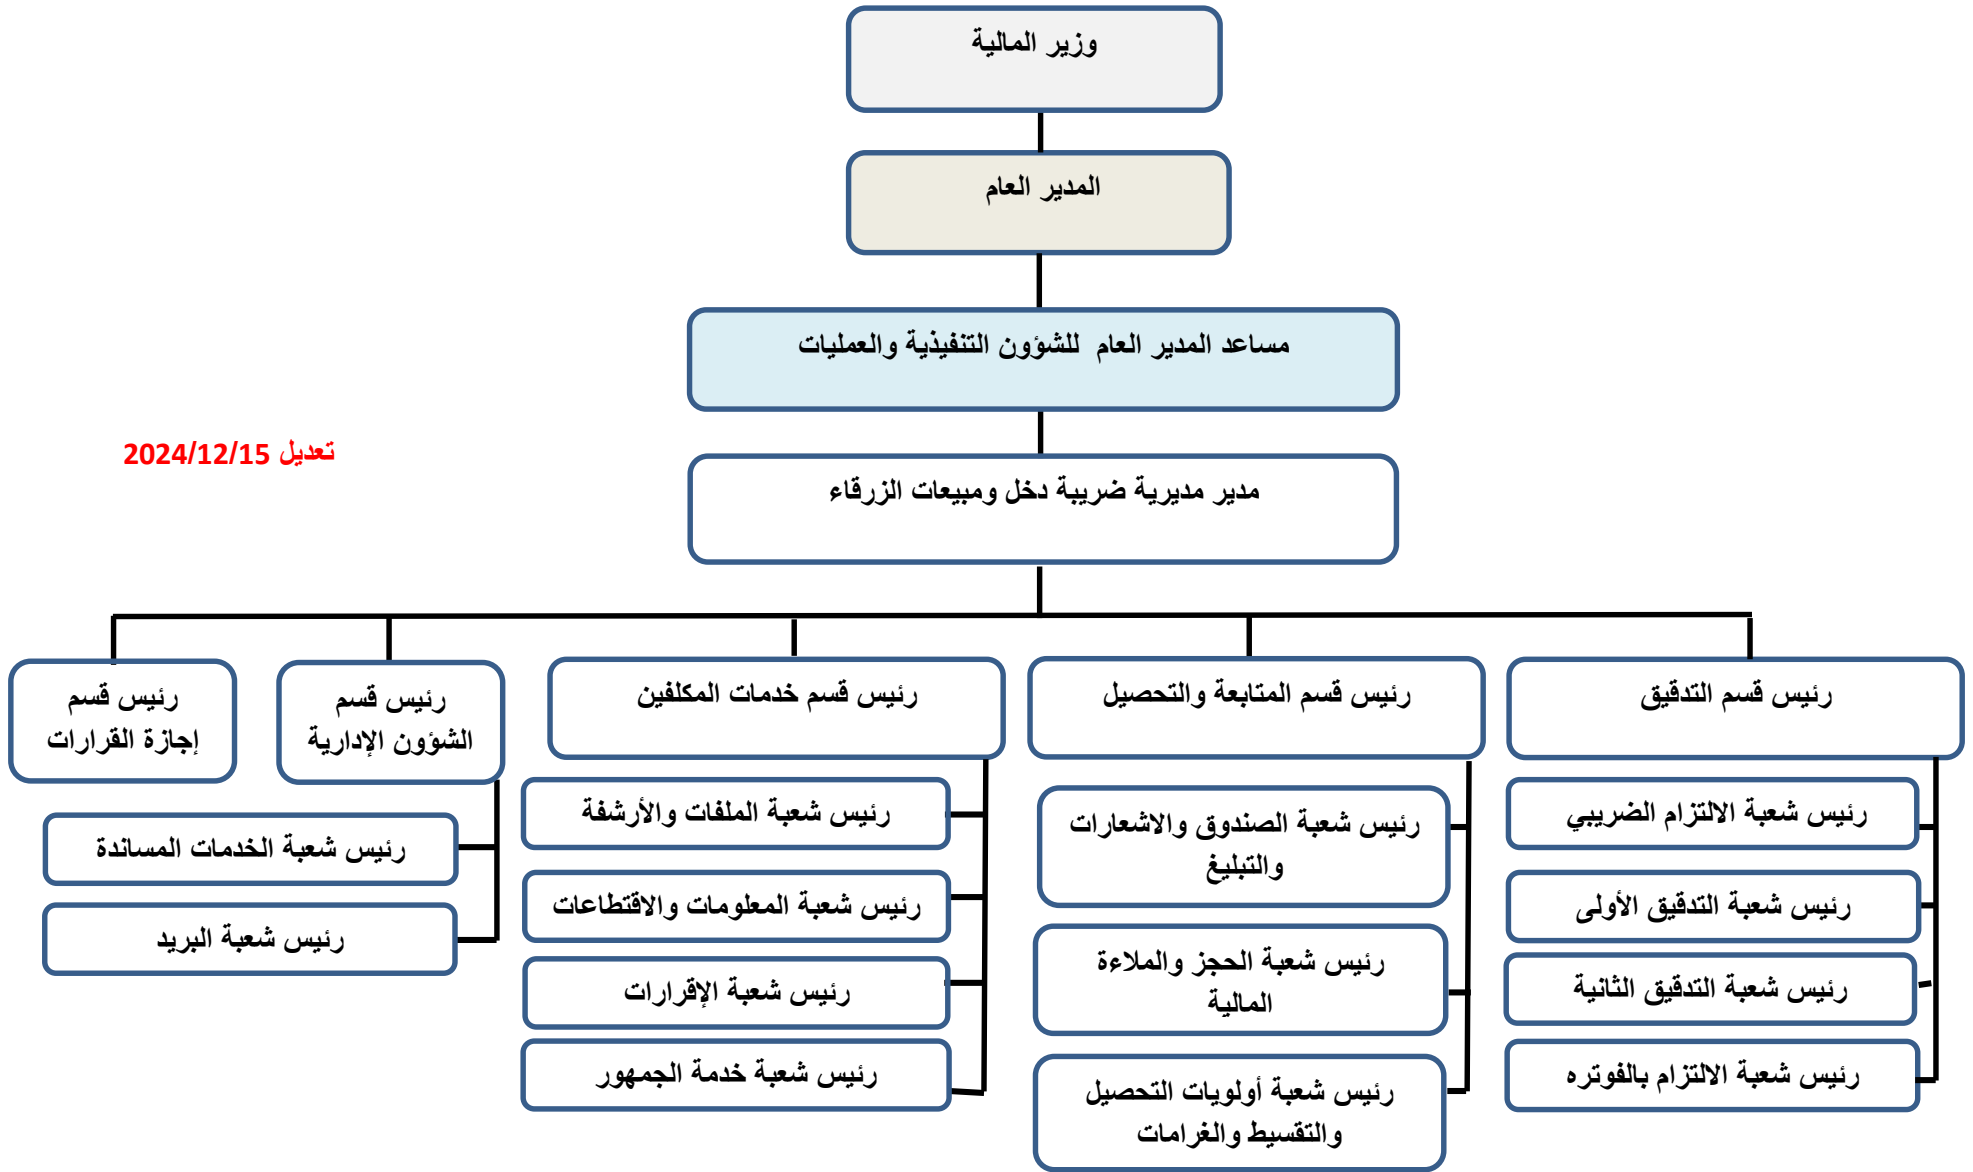 وزير المالية
المدير العام
مساعد المدير العام للشؤون التنفيذية والعمليات
تعديل 2024/12/15
مدير مديرية ضريبة دخل ومبيعات الزرقاء
رئيس قسم التدقيق
رئيس شعبة الالتزام الضريبي
رئيس شعبة التدقيق الأولى
رئيس شعبة التدقيق الثانية
رئيس شعبة الالتزام بالفوتره
رئيس قسم المتابعة والتحصيل
رئيس شعبة الصندوق والاشعارات
والتبليغ
رئيس شعبة الحجز والملاءة
المالية
رئيس شعبة أولويات التحصيل
والتقسيط والغرامات
رئيس قسم خدمات المكلفين
رئيس شعبة الملفات والأرشفة
رئيس شعبة المعلومات والاقتطاعات
رئيس شعبة الإقرارات
رئيس شعبة خدمة الجمهور
رئيس قسم
الشؤون الإدارية
رئيس شعبة الخدمات المساندة
رئيس شعبة البريد
رئيس قسم
إجازة القرارات